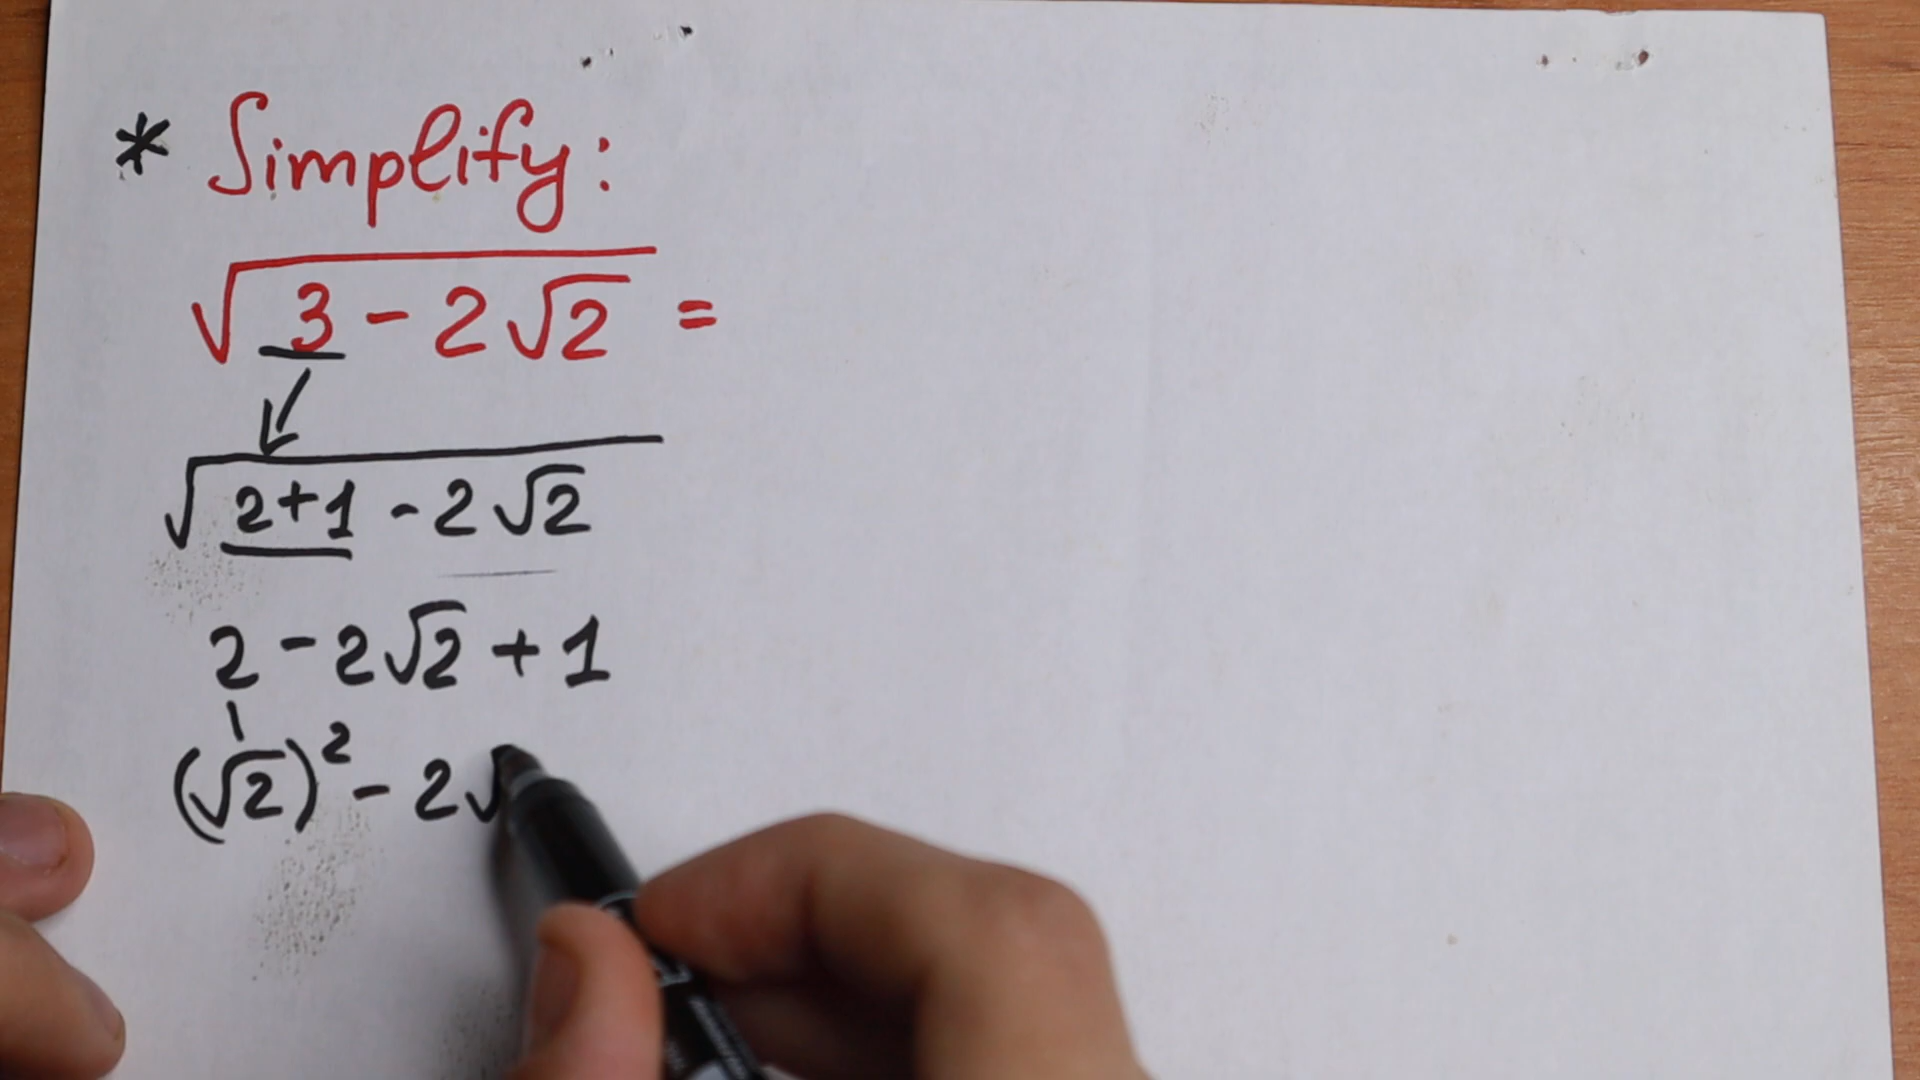 * Simplify:
√(3 - 2√2) =
√(2+1 - 2√2)
2 - 2√2 + 1
(√2)² - 2√